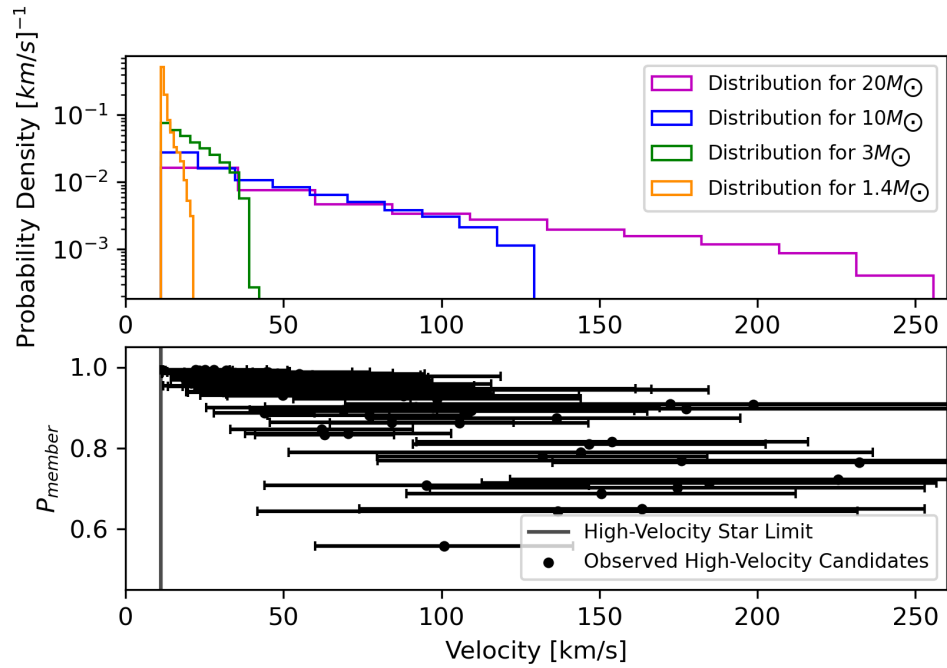 Probability Density [km/s]⁻¹
10⁻¹
10⁻²
10⁻³
Distribution for 20M⊙
Distribution for 10M⊙
Distribution for 3M⊙
Distribution for 1.4M⊙
0 50 100 150 200 250
P_member
1.0
0.8
0.6
High-Velocity Star Limit
Observed High-Velocity Candidates
0 50 100 150 200 250
Velocity [km/s]